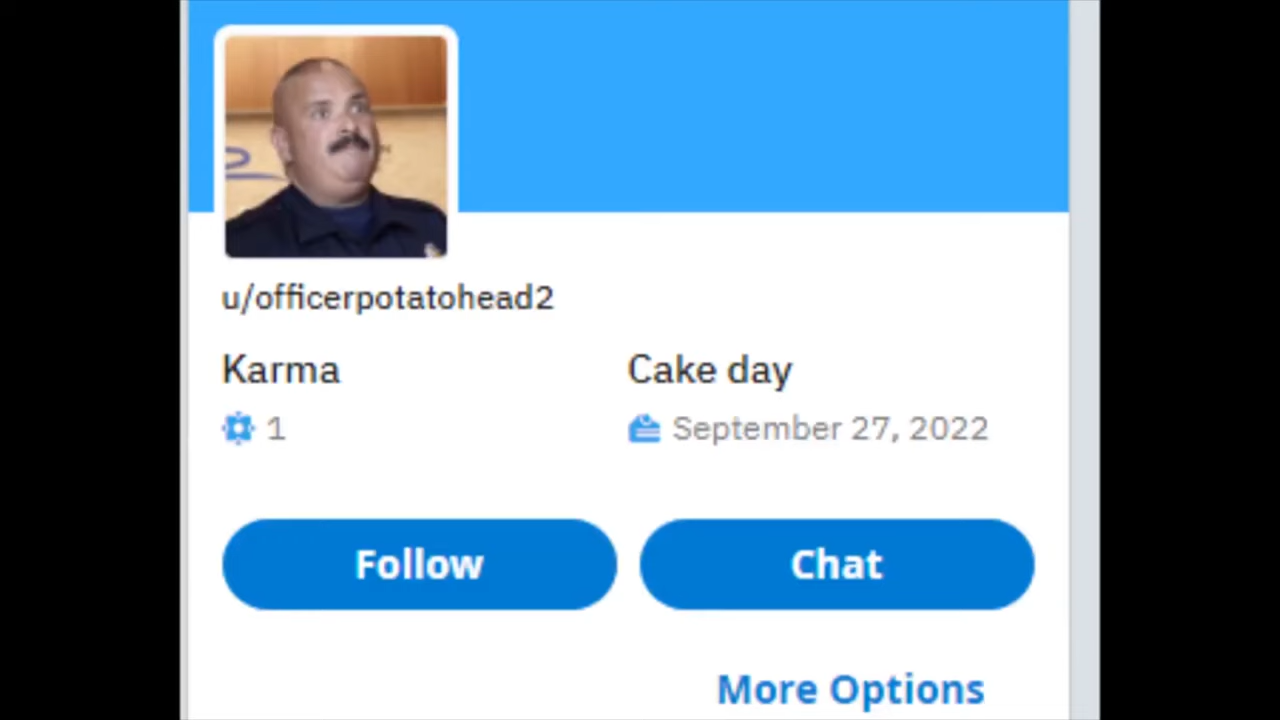 u/officerpotatohead2
Karma
Cake day
1
September 27, 2022
Follow
Chat
More Options